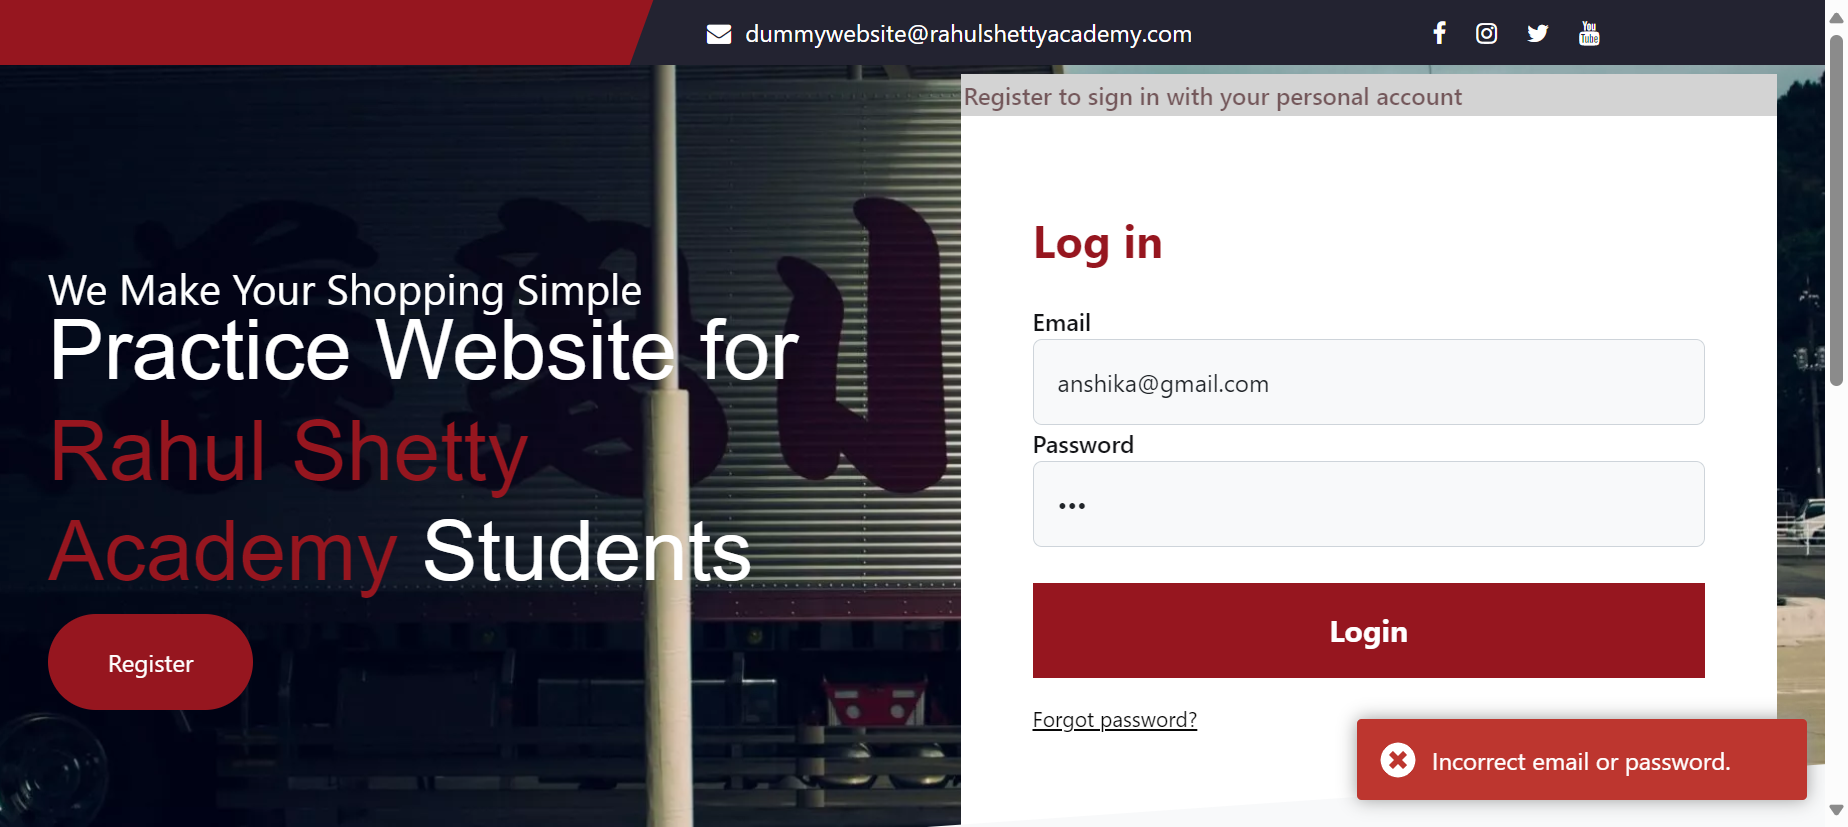 dummywebsite@rahulshettyacademy.com
You
Tube
Register to sign in with your personal account
We Make Your Shopping Simple
Practice Website for
Rahul Shetty
Academy Students
Register
Log in
Email
anshika@gmail.com
Password
•••
Login
Forgot password?
Incorrect email or password.